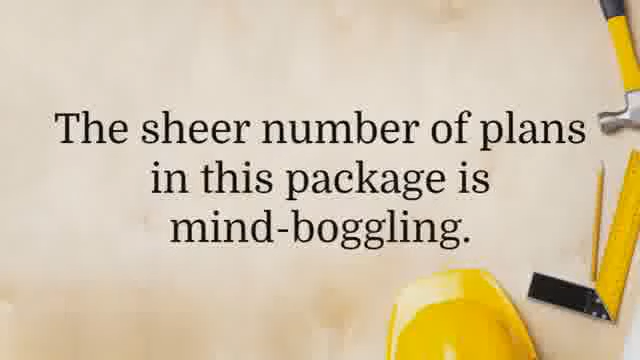 The sheer number of plans
in this package is
mind-boggling.